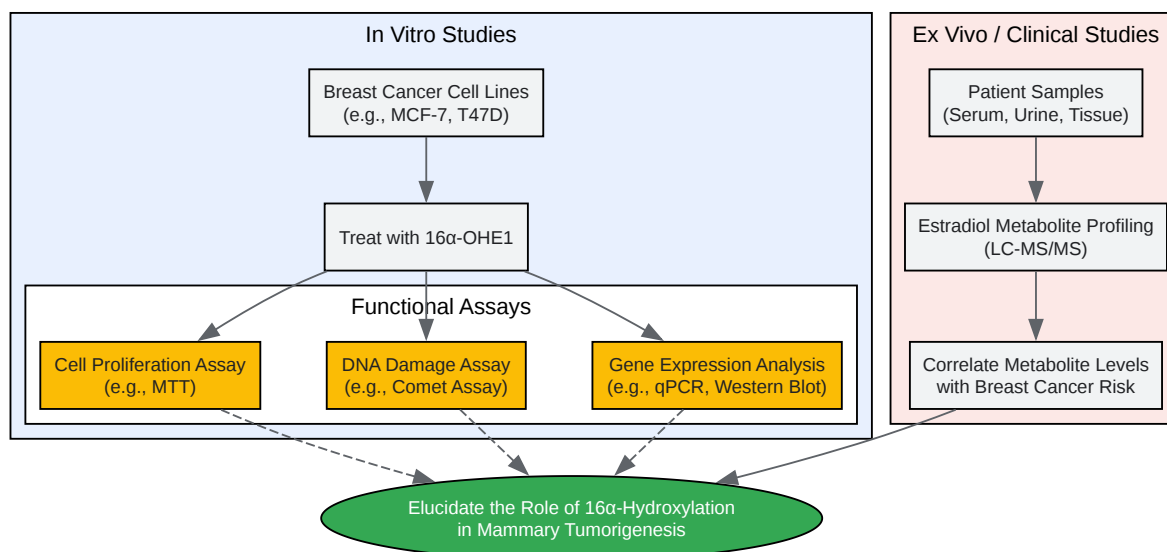 In Vitro Studies
Breast Cancer Cell Lines
(e.g., MCF-7, T47D)
Treat with 16α-OHE1
Functional Assays
Cell Proliferation Assay
(e.g., MTT)
DNA Damage Assay
(e.g., Comet Assay)
Gene Expression Analysis
(e.g., qPCR, Western Blot)
Ex Vivo / Clinical Studies
Patient Samples
(Serum, Urine, Tissue)
Estradiol Metabolite Profiling
(LC-MS/MS)
Correlate Metabolite Levels
with Breast Cancer Risk
Elucidate the Role of 16α-Hydroxylation
in Mammary Tumorigenesis